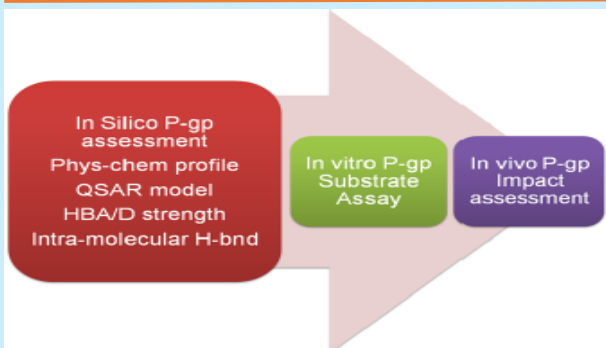 In Silico P-gp
assessment
Phys-chem profile
QSAR model
HBA/D strength
Intra-molecular H-bnd
In vitro P-gp
Substrate
Assay
In vivo P-gp
Impact
assessment